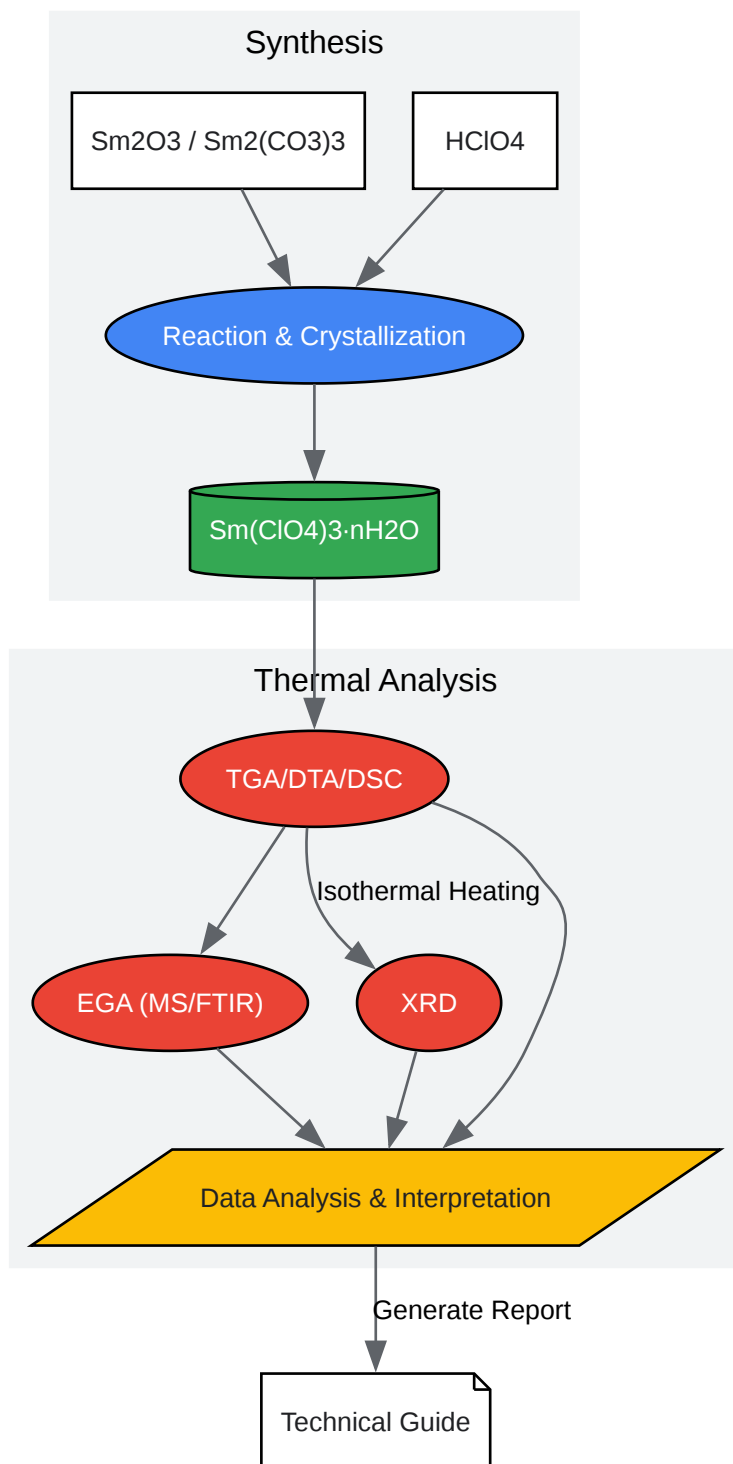 Synthesis
Sm2O3 / Sm2(CO3)3
HClO4
Reaction & Crystallization
Sm(ClO4)3·nH2O
Thermal Analysis
TGA/DTA/DSC
Isothermal Heating
EGA (MS/FTIR)
XRD
Data Analysis & Interpretation
Generate Report
Technical Guide